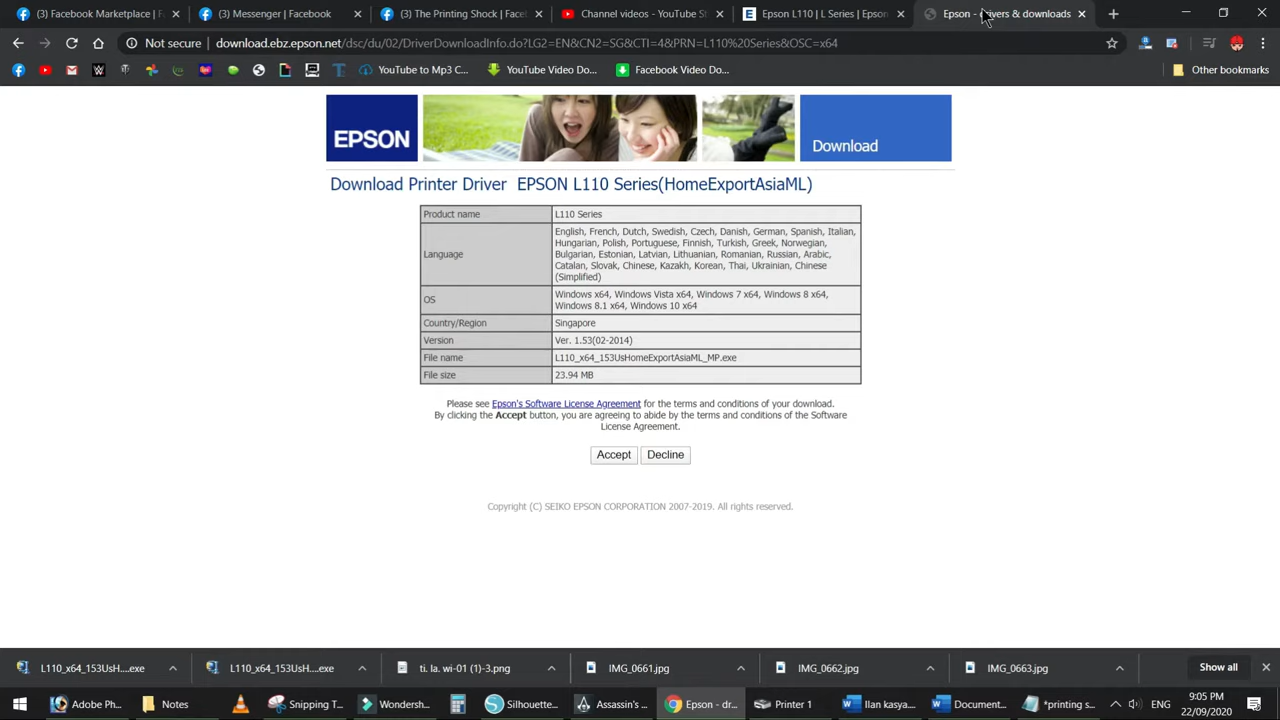 (3) Facebook Marketplace | Fa
(3) Messenger | Facebook
(3) The Printing Shock | Face
Channel videos - YouTube St
Epson L110 | L Series | Epson
Epson - drivers & downloads
Not secure | download.ebz.epson.net/dsc/du/02/DriverDownloadInfo.do?LG2=EN&CN2=SG&CTI=4&PRN=L110%20Series&OSC=x64
YouTube to Mp3 C...
YouTube Video Do...
Facebook Video Do...
Other bookmarks
EPSON
Download
Download Printer Driver EPSON L110 Series(HomeExportAsiaML)
Product name L110 Series
Language English, French, Dutch, Swedish, Czech, Danish, German, Spanish, Italian,
Hungarian, Polish, Portuguese, Finnish, Turkish, Greek, Norwegian,
Bulgarian, Estonian, Latvian, Lithuanian, Romanian, Russian, Arabic,
Catalan, Slovak, Chinese, Kazakh, Korean, Thai, Ukrainian, Chinese
(Simplified)
OS Windows x64, Windows Vista x64, Windows 7 x64, Windows 8 x64,
Windows 8.1 x64, Windows 10 x64
Country/Region Singapore
Version Ver. 1.53(02-2014)
File name L110_x64_153UsHomeExportAsiaML_MP.exe
File size 23.94 MB
Please see Epson's Software License Agreement for the terms and conditions of your download.
By clicking the Accept button, you are agreeing to abide by the terms and conditions of the Software
License Agreement.
Accept Decline
Copyright (C) SEIKO EPSON CORPORATION 2007-2019. All rights reserved.
L110_x64_153UsH....exe
L110_x64_153UsH....exe
ti. la. wi-01 (1)-3.png
IMG_0661.jpg
IMG_0662.jpg
IMG_0663.jpg
Show all
Adobe Ph...
Notes
Snipping T...
Wondersh...
Silhouette...
Assassin's ...
Epson - dr...
Printer 1
Ilan kasya...
Document...
*printing s...
ENG
9:05 PM
22/09/2020